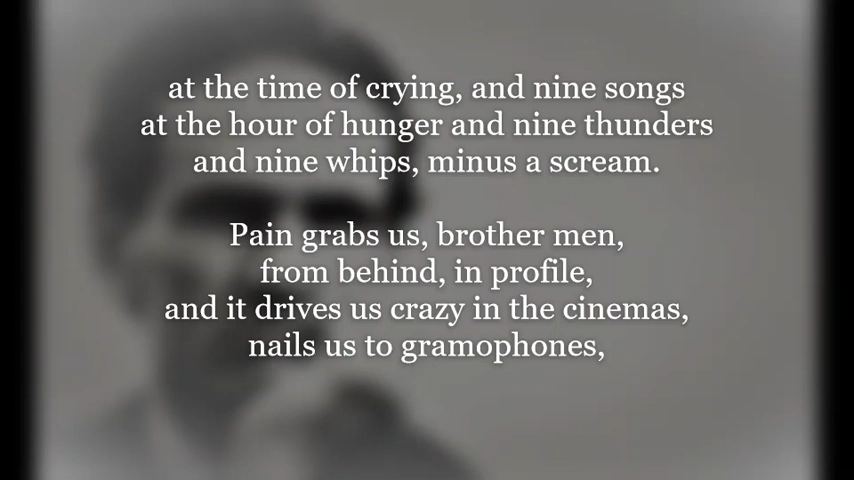 at the time of crying, and nine songs
at the hour of hunger and nine thunders
and nine whips, minus a scream.
Pain grabs us, brother men,
from behind, in profile,
and it drives us crazy in the cinemas,
nails us to gramophones,